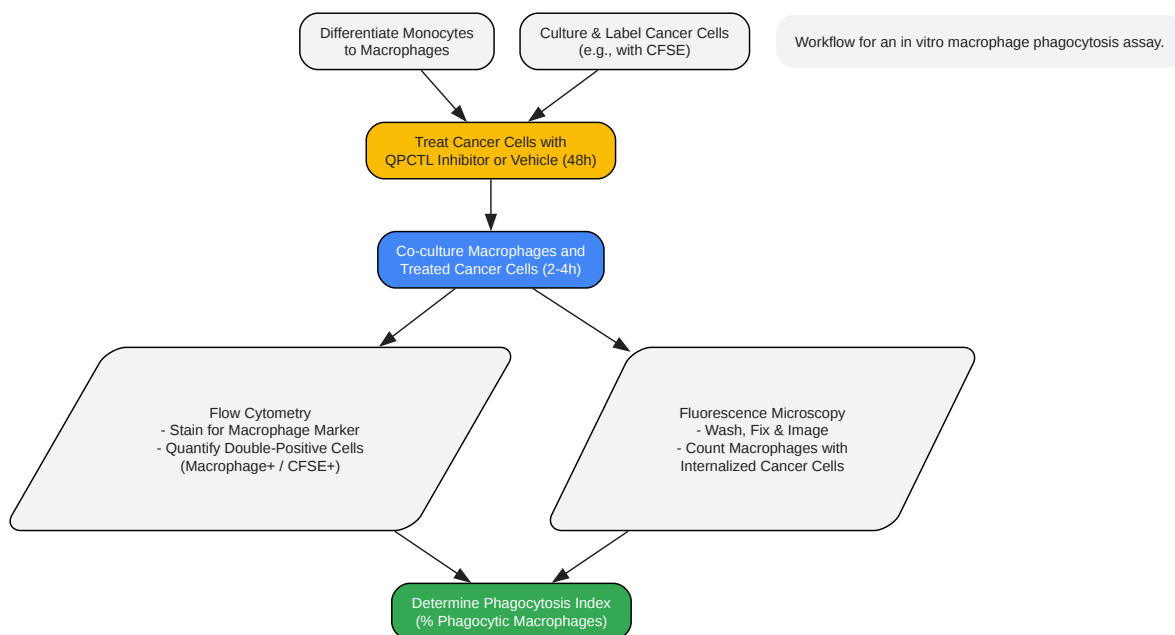 Differentiate Monocytes
to Macrophages
Culture & Label Cancer Cells
(e.g., with CFSE)
Workflow for an in vitro macrophage phagocytosis assay.
Treat Cancer Cells with
QPCTL Inhibitor or Vehicle (48h)
Co-culture Macrophages and
Treated Cancer Cells (2-4h)
Flow Cytometry
- Stain for Macrophage Marker
- Quantify Double-Positive Cells
(Macrophage+ / CFSE+)
Fluorescence Microscopy
- Wash, Fix & Image
- Count Macrophages with
Internalized Cancer Cells
Determine Phagocytosis Index
(% Phagocytic Macrophages)